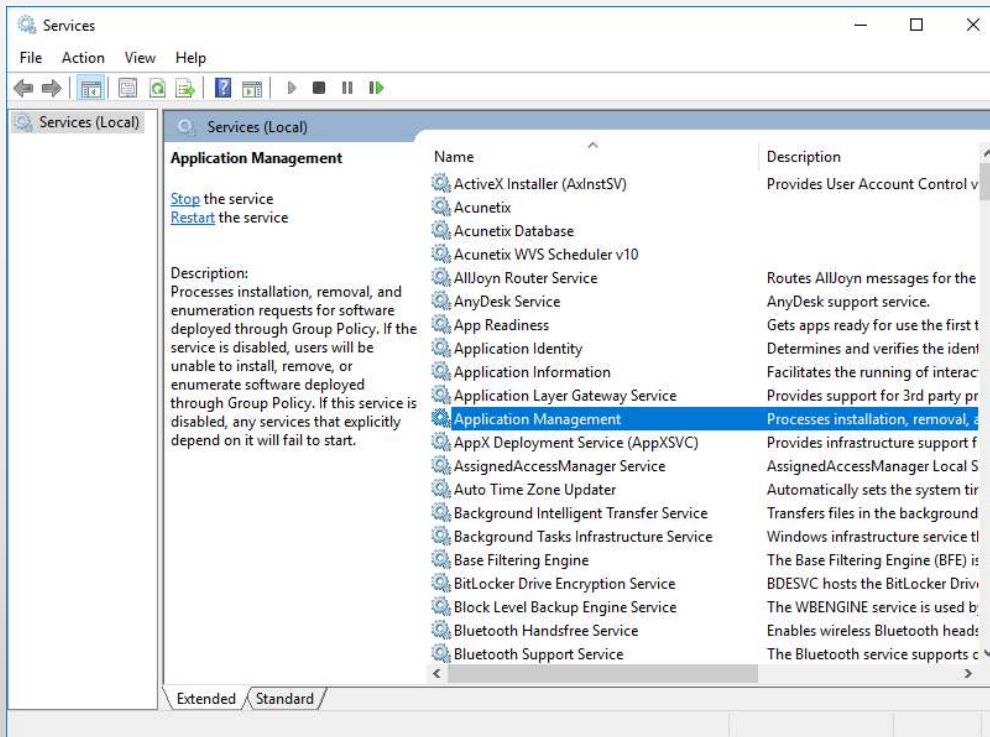 Services
File Action View Help
Services (Local)
Services (Local)
Application Management
Stop the service
Restart the service
Description:
Processes installation, removal, and
enumeration requests for software
deployed through Group Policy. If the
service is disabled, users will be
unable to install, remove, or
enumerate software deployed
through Group Policy. If this service is
disabled, any services that explicitly
depend on it will fail to start.
Name Description
ActiveX Installer (AxInstSV) Provides User Account Control v
Acunetix
Acunetix Database
Acunetix WVS Scheduler v10
AllJoyn Router Service Routes AllJoyn messages for the
AnyDesk Service AnyDesk support service.
App Readiness Gets apps ready for use the first t
Application Identity Determines and verifies the ident
Application Information Facilitates the running of interac
Application Layer Gateway Service Provides support for 3rd party pr
Application Management Processes installation, removal, a
AppX Deployment Service (AppXSVC) Provides infrastructure support f
AssignedAccessManager Service AssignedAccessManager Local S
Auto Time Zone Updater Automatically sets the system tir
Background Intelligent Transfer Service Transfers files in the background
Background Tasks Infrastructure Service Windows infrastructure service tl
Base Filtering Engine The Base Filtering Engine (BFE) is
BitLocker Drive Encryption Service BDESVC hosts the BitLocker Driv
Block Level Backup Engine Service The WBENGINE service is used b
Bluetooth Handsfree Service Enables wireless Bluetooth heads
Bluetooth Support Service The Bluetooth service supports c
Extended Standard